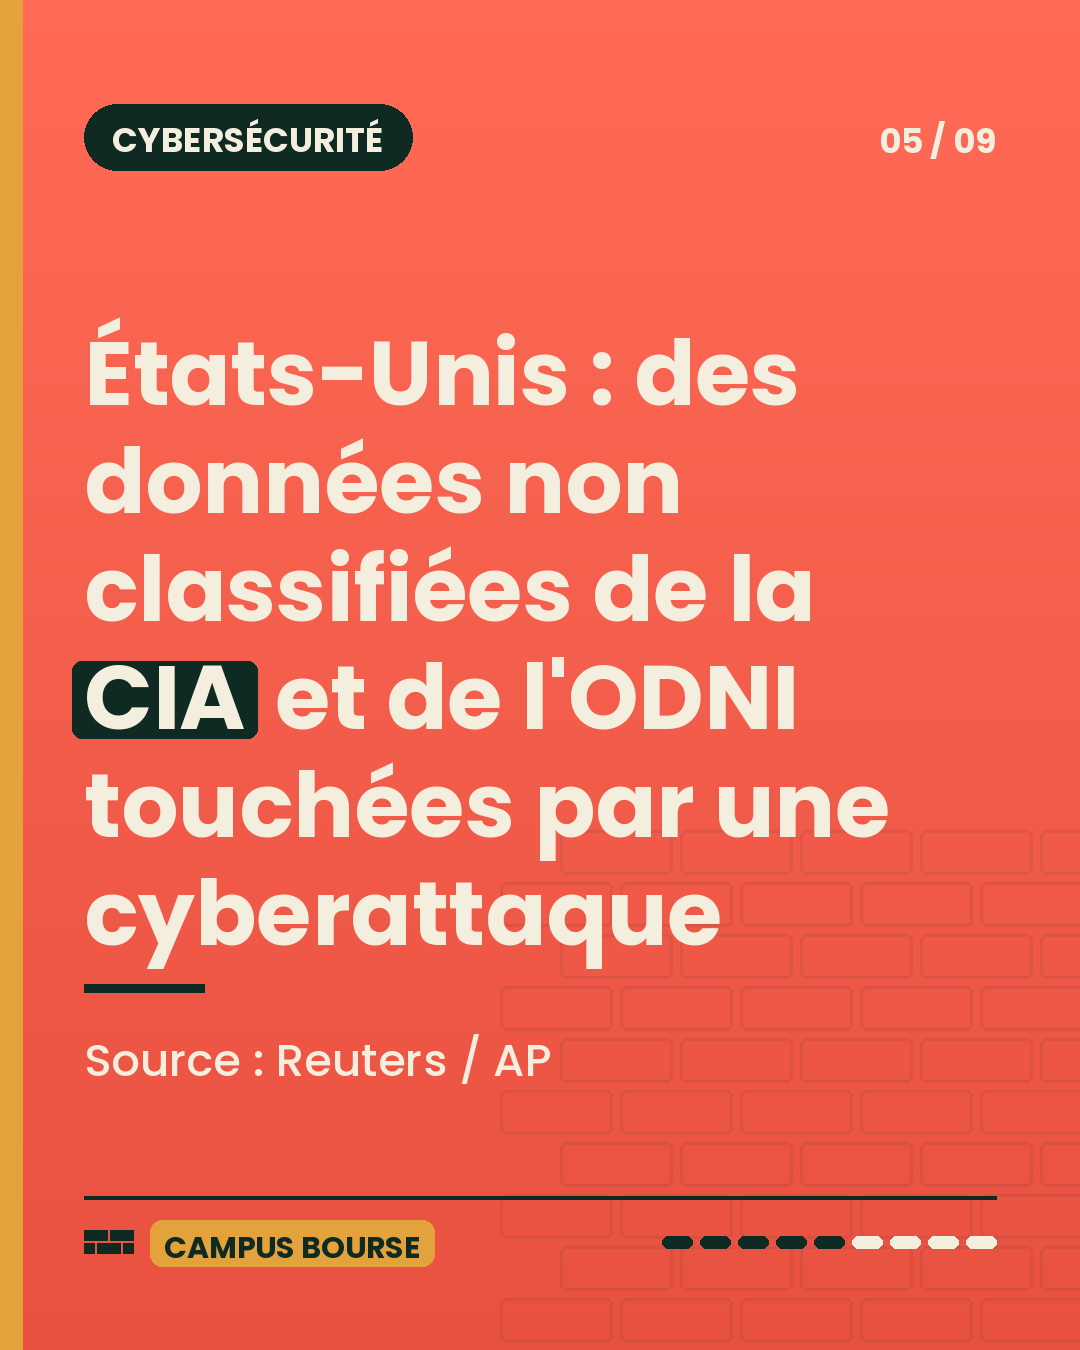 CYBERSÉCURITÉ
05 / 09
États-Unis : des
données non
classifiées de la
CIA et de l'ODNI
touchées par une
cyberattaque
Source : Reuters / AP
CAMPUS BOURSE